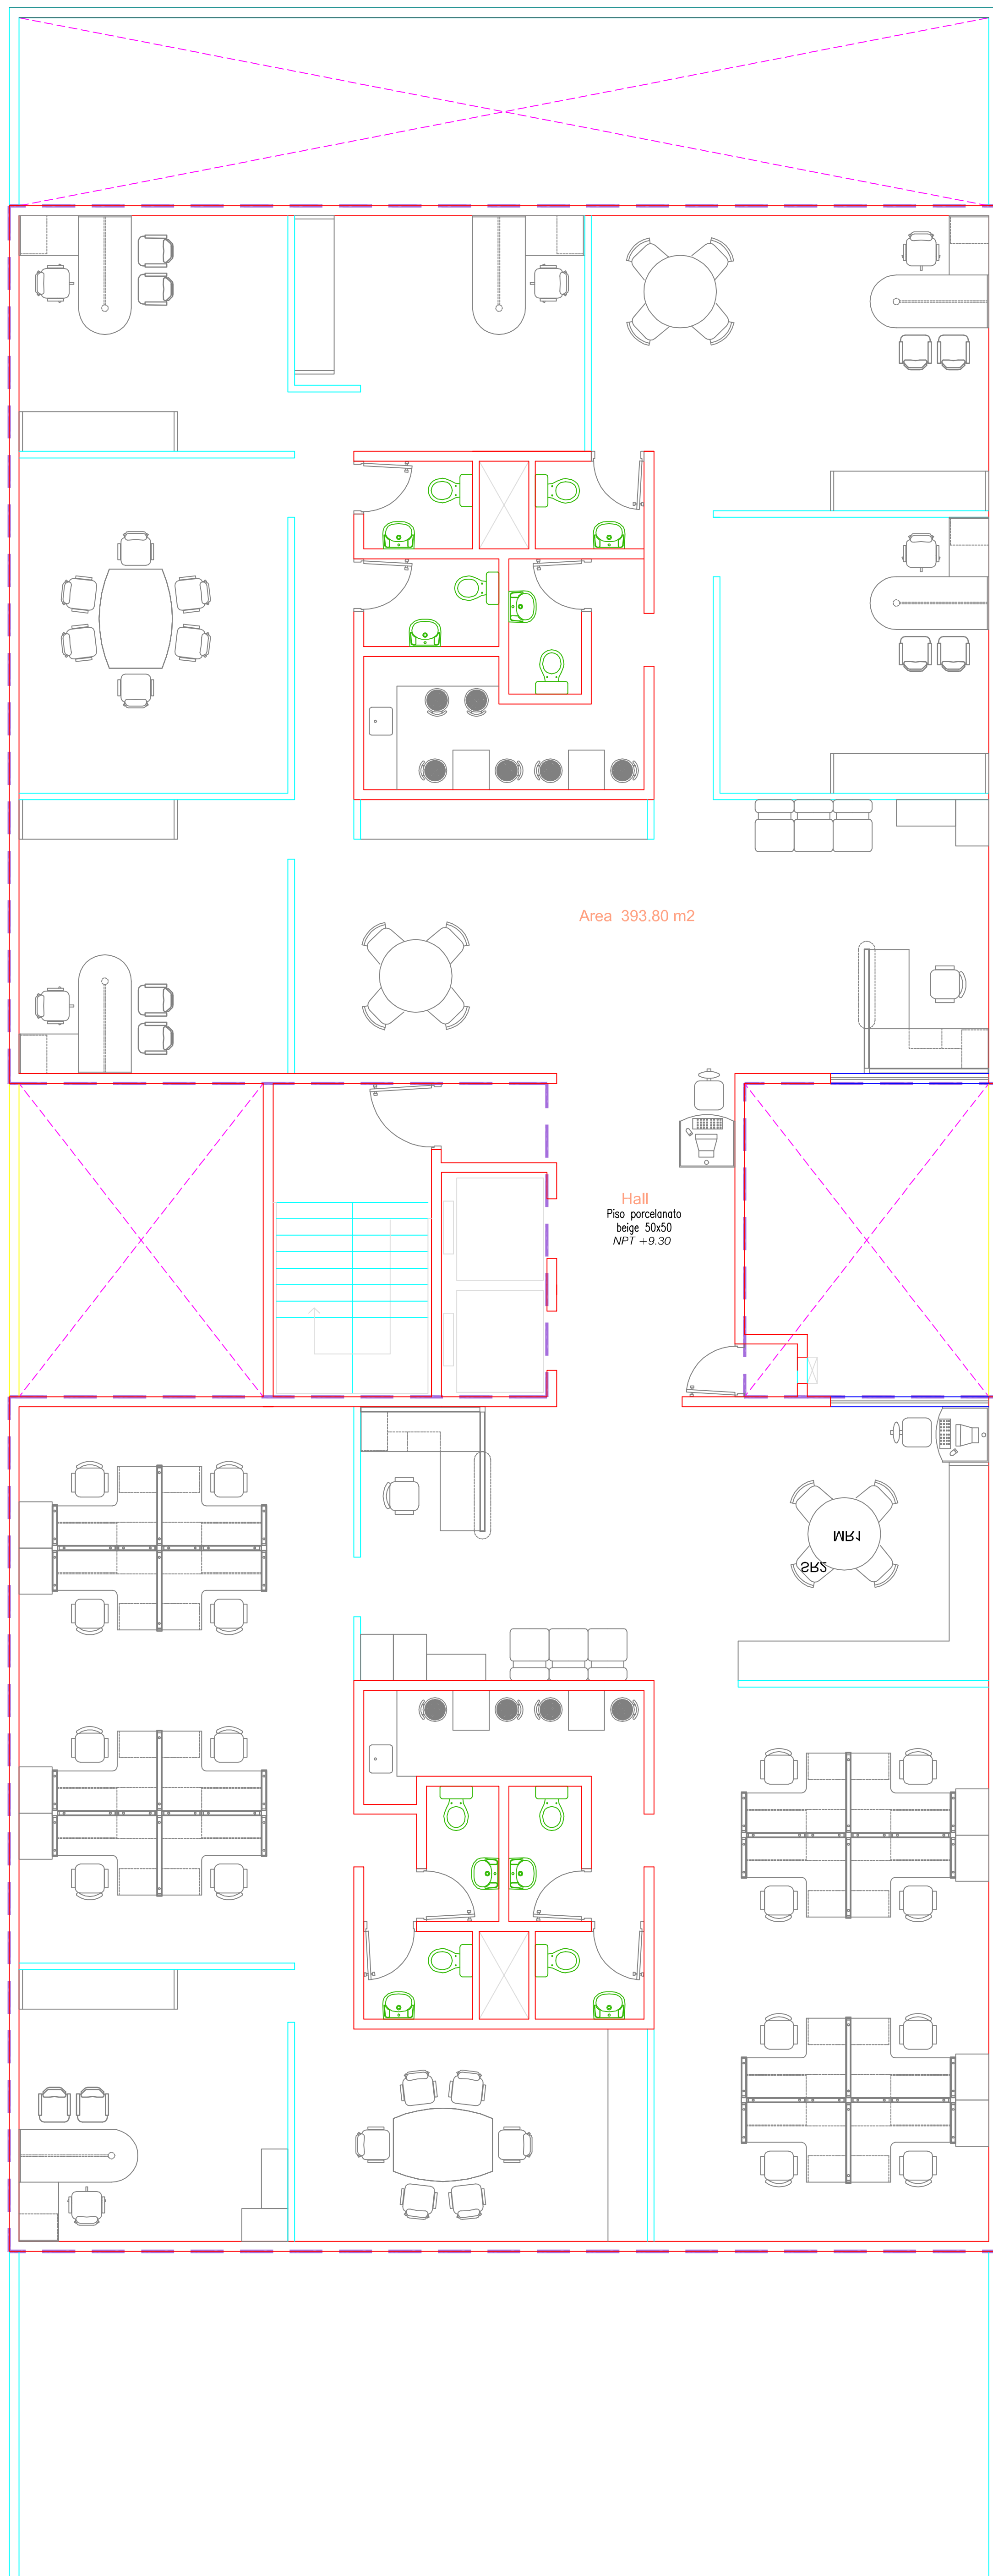 Area 393.80 m2
Hall
Piso porcelanato
beige 50x50
NPT +9.30
MR1
SR2